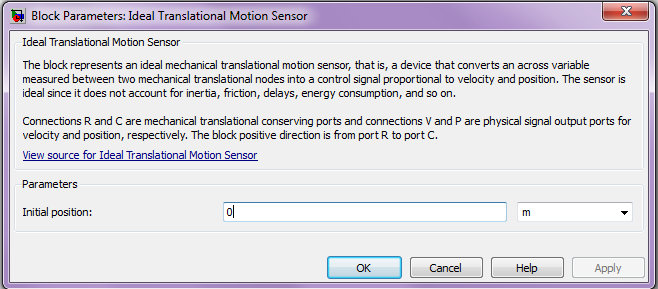 Block Parameters: Ideal Translational Motion Sensor
Ideal Translational Motion Sensor
The block represents an ideal mechanical translational motion sensor, that is, a device that converts an across variable
measured between two mechanical translational nodes into a control signal proportional to velocity and position. The sensor is
ideal since it does not account for inertia, friction, delays, energy consumption, and so on.
Connections R and C are mechanical translational conserving ports and connections V and P are physical signal output ports for
velocity and position, respectively. The block positive direction is from port R to port C.
View source for Ideal Translational Motion Sensor
Parameters
Initial position: 0 m
OK Cancel Help Apply